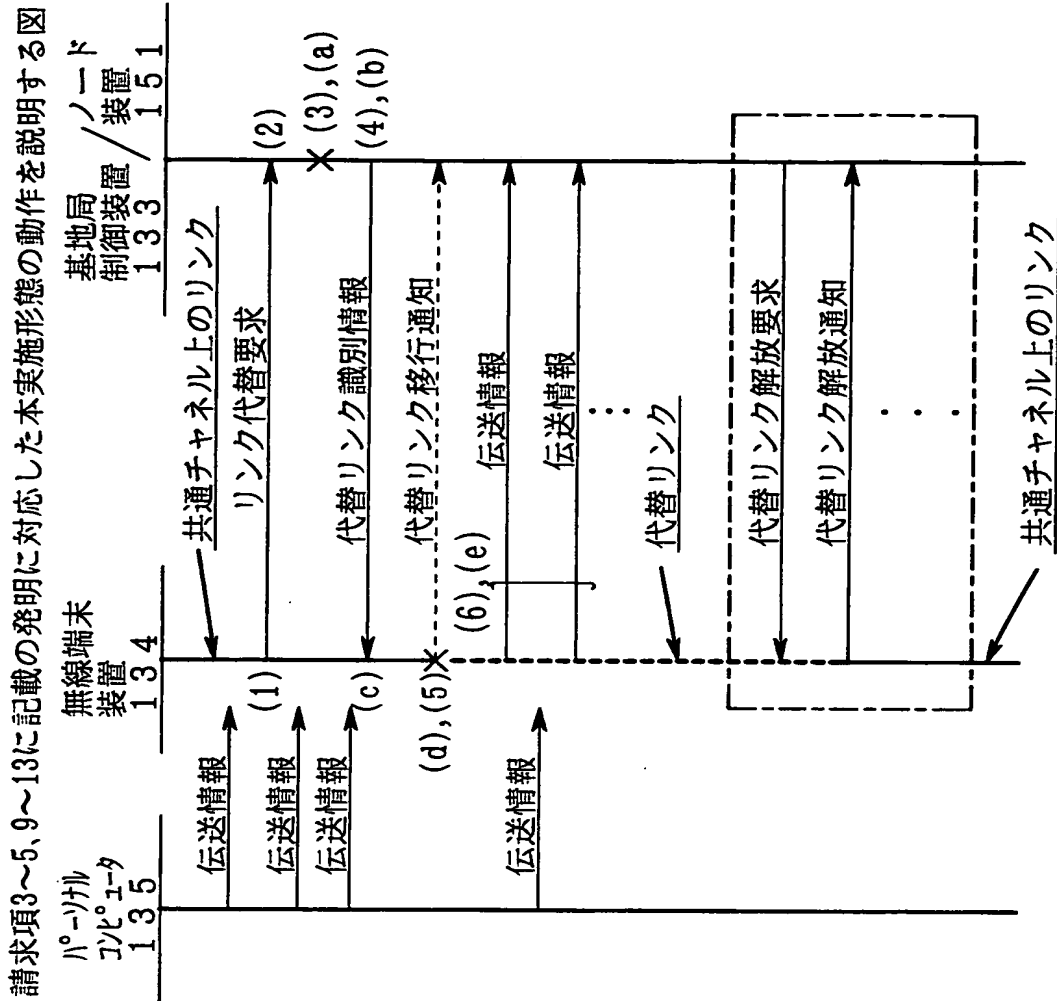 請求項3~5、9~13に記載の発明に対応した本実施形態の動作を説明する図
パーソナル
コンピュータ
135
無線端末
装置
134
基地局
制御装置
133
/
ノード
装置
151
共通チャネル上のリンク
伝送情報
(1)
リンク代替要求
(2)
伝送情報
(3),(a)
伝送情報
(c)
代替リンク識別情報
(4),(b)
(d),(5)
代替リンク移行通知
(6),(e)
伝送情報
伝送情報
伝送情報
・・・
代替リンク
代替リンク解放要求
代替リンク解放通知
・・・
共通チャネル上のリンク